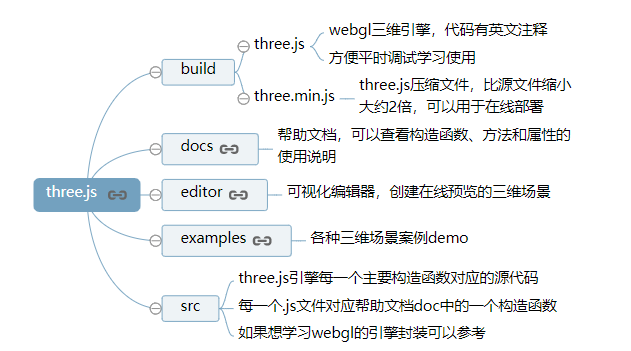 three.js
build
three.js
webgl三维引擎，代码有英文注释
方便平时调试学习使用
three.min.js
three.js压缩文件，比源文件缩小
大约2倍，可以用于在线部署
docs
帮助文档，可以查看构造函数、方法和属性的
使用说明
editor
可视化编辑器，创建在线预览的三维场景
examples
各种三维场景案例demo
src
three.js引擎每一个主要构造函数对应的源代码
每一个.js文件对应帮助文档doc中的一个构造函数
如果想学习webgl的引擎封装可以参考